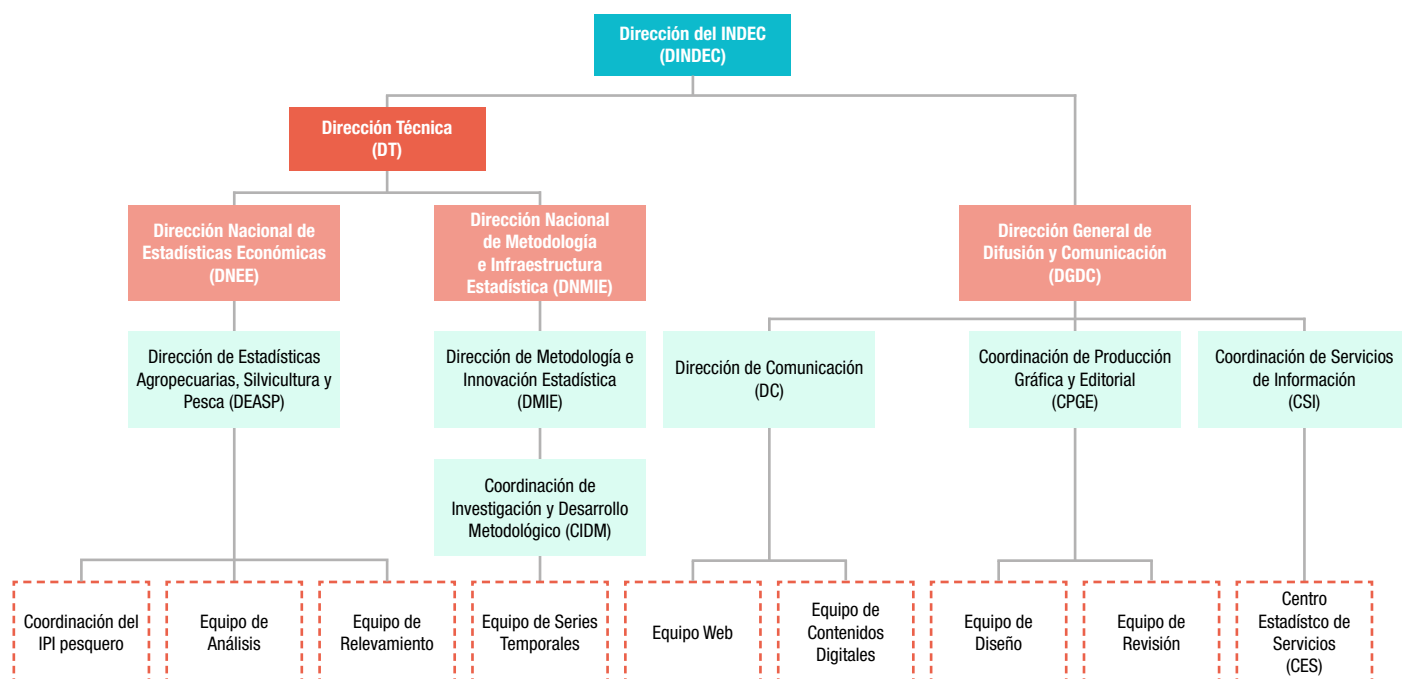 Dirección del INDEC
(DINDEC)
Dirección Técnica
(DT)
Dirección Nacional de
Estadísticas Económicas
(DNEE)
Dirección Nacional
de Metodología
e Infraestructura
Estadística (DNMIE)
Dirección General de
Difusión y Comunicación
(DGDC)
Dirección de Estadísticas
Agropecuarias, Silvicultura y
Pesca (DEASP)
Dirección de Metodología e
Innovación Estadística
(DMIE)
Dirección de Comunicación
(DC)
Coordinación de Producción
Gráfica y Editorial
(CPGE)
Coordinación de Servicios
de Información
(CSI)
Coordinación de
Investigación y Desarrollo
Metodológico (CIDM)
Coordinación del
IPI pesquero
Equipo de
Análisis
Equipo de
Relevamiento
Equipo de Series
Temporales
Equipo Web
Equipo de
Contenidos
Digitales
Equipo de
Diseño
Equipo de
Revisión
Centro
Estadístco de
Servicios
(CES)